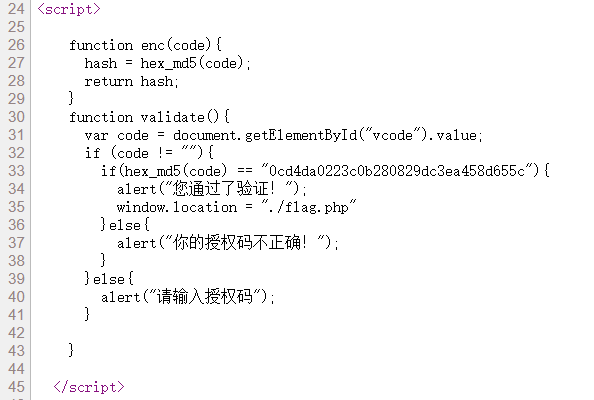 24 <script>
25
26 function enc(code){
27 hash = hex_md5(code);
28 return hash;
29 }
30 function validate(){
31 var code = document.getElementById("vcode").value;
32 if (code != ""){
33 if(hex_md5(code) == "0cd4da0223c0b280829dc3ea458d655c"){
34 alert("您通过了验证！");
35 window.location = "./flag.php"
36 }else{
37 alert("你的授权码不正确！");
38 }
39 }else{
40 alert("请输入授权码");
41 }
42
43 }
44
45 </script>